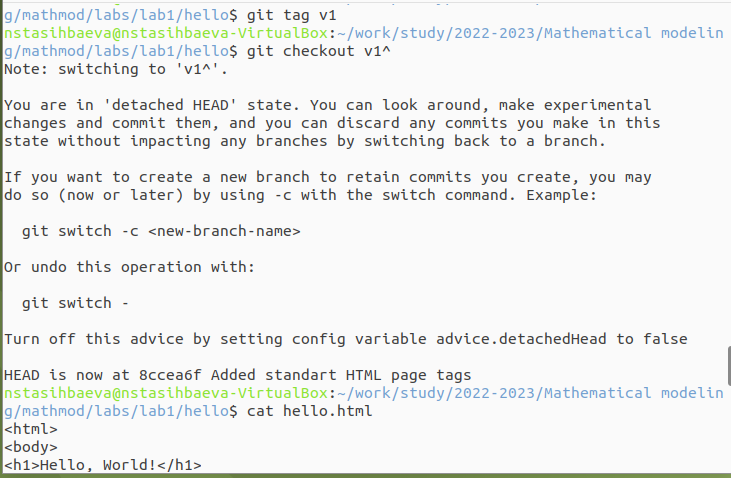 g/mathmod/labs/lab1/hello$ git tag v1
nstasihbaeva@nstasihbaeva-VirtualBox:~/work/study/2022-2023/Mathematical modelin
g/mathmod/labs/lab1/hello$ git checkout v1^
Note: switching to 'v1^'.
You are in 'detached HEAD' state. You can look around, make experimental
changes and commit them, and you can discard any commits you make in this
state without impacting any branches by switching back to a branch.
If you want to create a new branch to retain commits you create, you may
do so (now or later) by using -c with the switch command. Example:
git switch -c <new-branch-name>
Or undo this operation with:
git switch -
Turn off this advice by setting config variable advice.detachedHead to false
HEAD is now at 8ccea6f Added standart HTML page tags
nstasihbaeva@nstasihbaeva-VirtualBox:~/work/study/2022-2023/Mathematical modelin
g/mathmod/labs/lab1/hello$ cat hello.html
<html>
<body>
<h1>Hello, World!</h1>